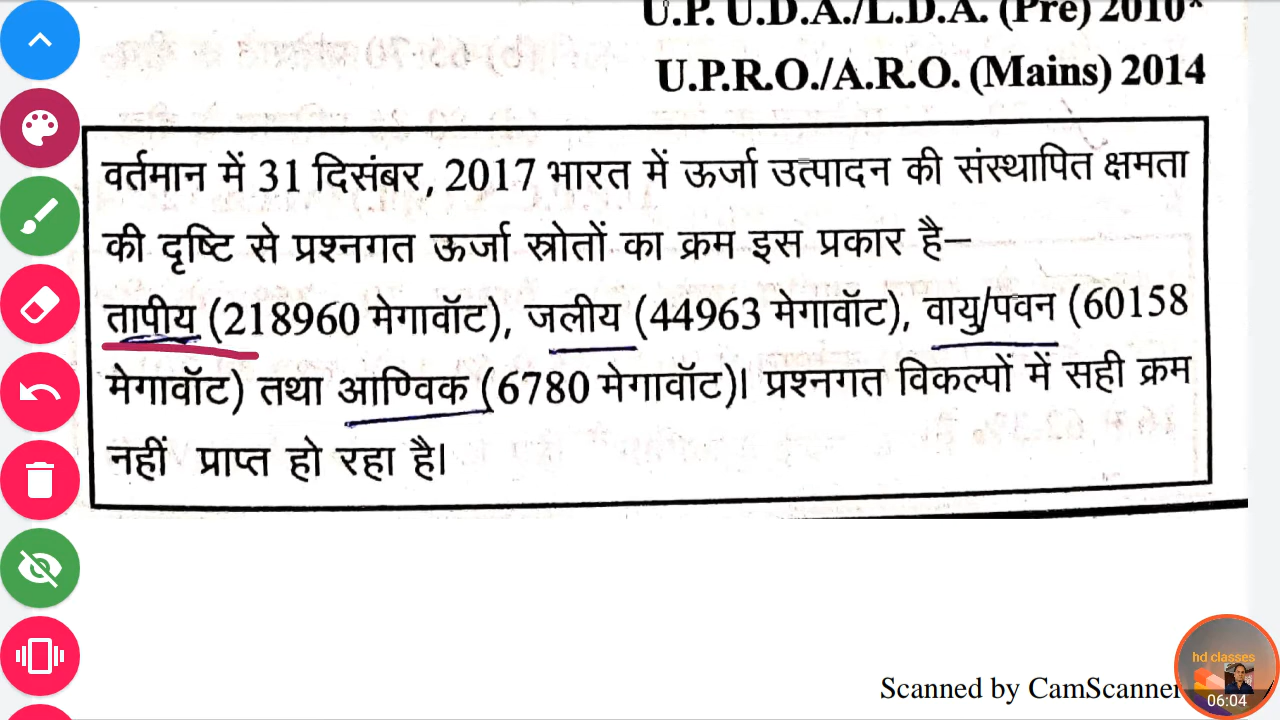 U.P. U.D.A./L.D.A. (Pre) 2010*
U.P.R.O./A.R.O. (Mains) 2014
वर्तमान में 31 दिसंबर, 2017 भारत में ऊर्जा उत्पादन की संस्थापित क्षमता
की दृष्टि से प्रश्नगत ऊर्जा स्रोतों का क्रम इस प्रकार है–
तापीय (218960 मेगावॉट), जलीय (44963 मेगावॉट), वायु/पवन (60158
मेगावॉट) तथा आण्विक (6780 मेगावॉट)। प्रश्नगत विकल्पों में सही क्रम
नहीं प्राप्त हो रहा है।
Scanned by CamScanner
hd classes
06:04